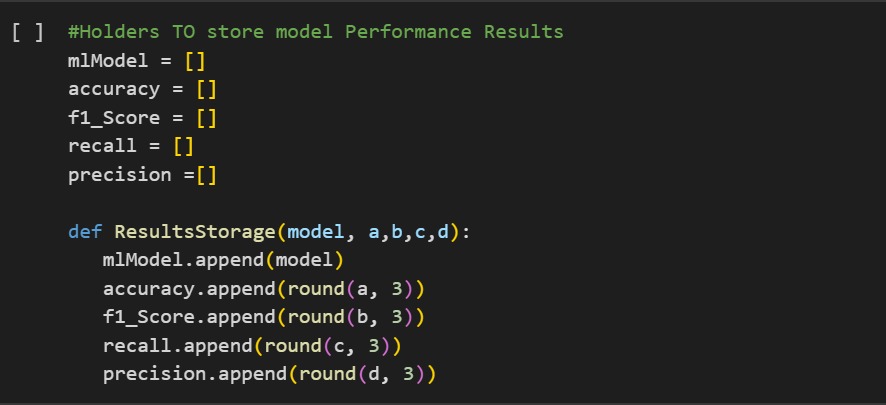 [ ] #Holders TO store model Performance Results
mlModel = []
accuracy = []
f1_Score = []
recall = []
precision =[]
def ResultsStorage(model, a,b,c,d):
mlModel.append(model)
accuracy.append(round(a, 3))
f1_Score.append(round(b, 3))
recall.append(round(c, 3))
precision.append(round(d, 3))